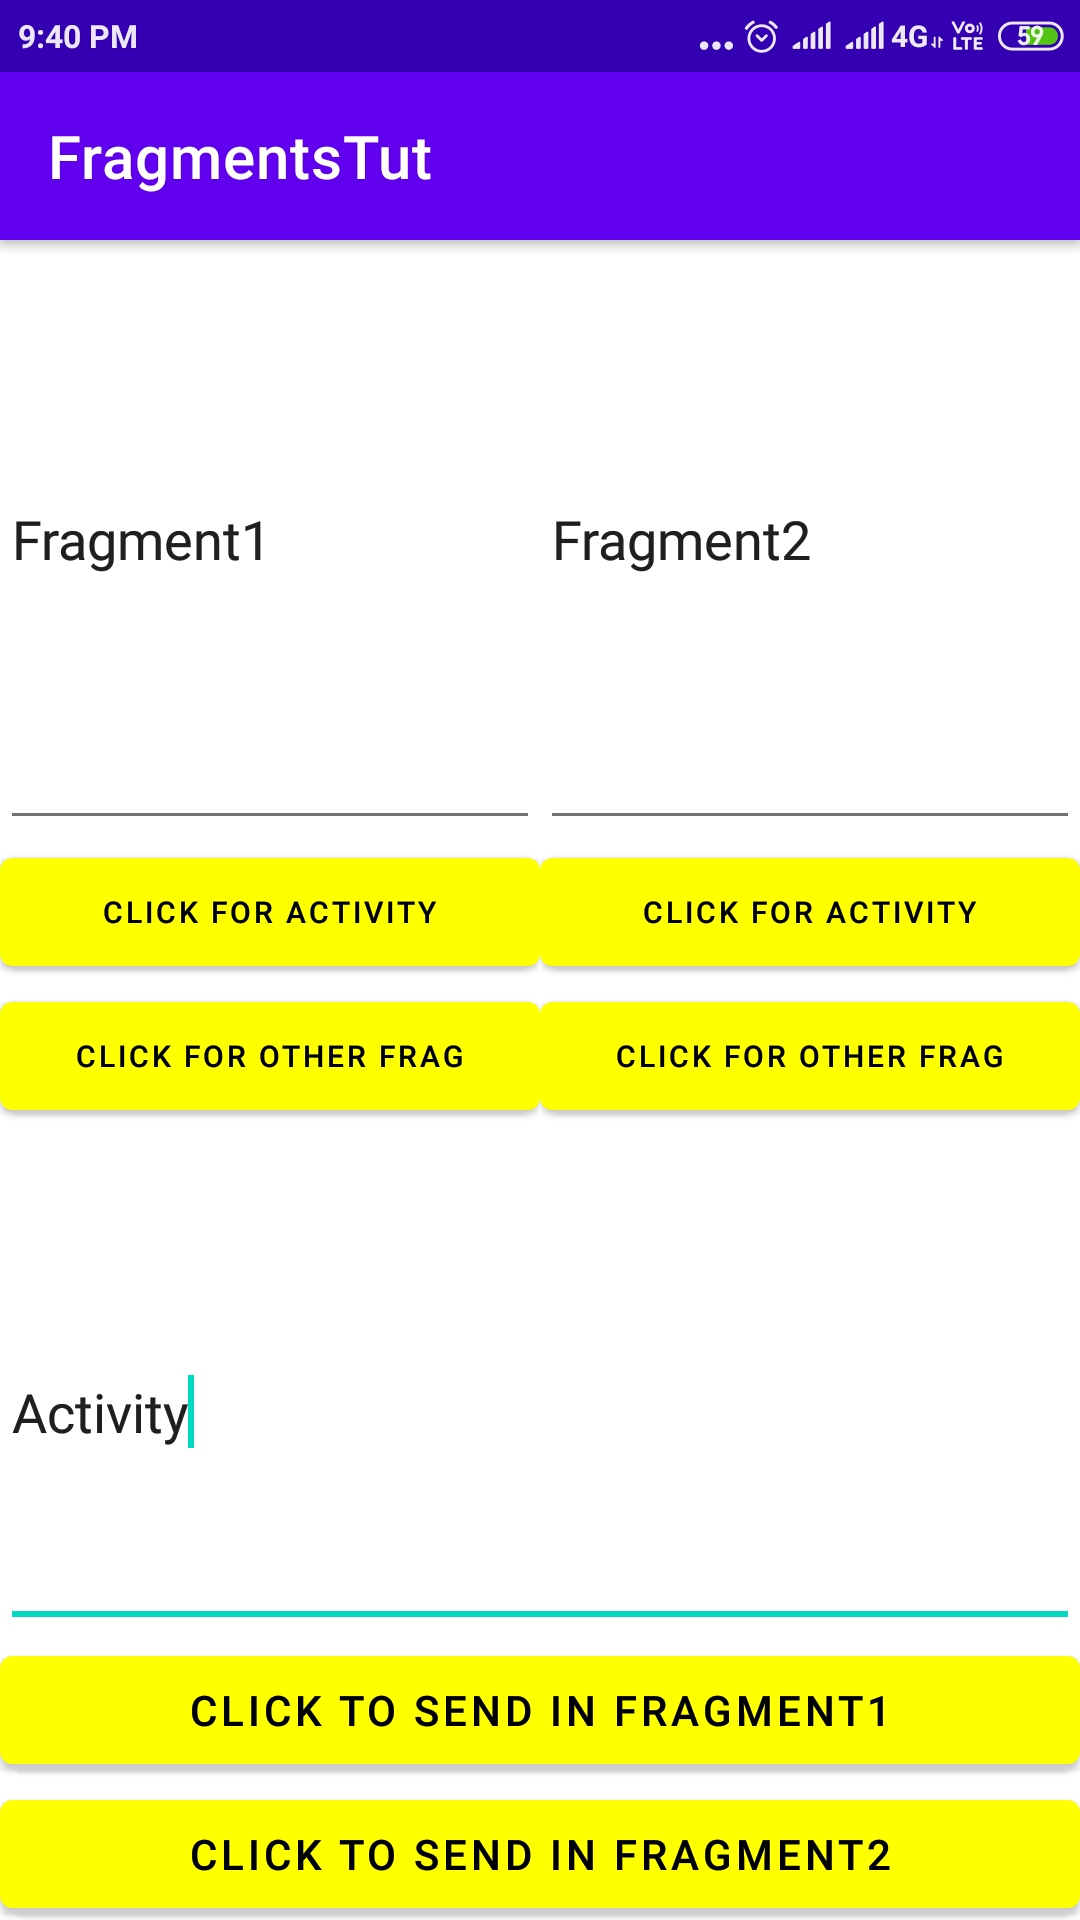 9:40 PM ... 4G Vo) LTE 59
FragmentsTut
Fragment1 Fragment2
CLICK FOR ACTIVITY CLICK FOR ACTIVITY
CLICK FOR OTHER FRAG CLICK FOR OTHER FRAG
Activity
CLICK TO SEND IN FRAGMENT1
CLICK TO SEND IN FRAGMENT2